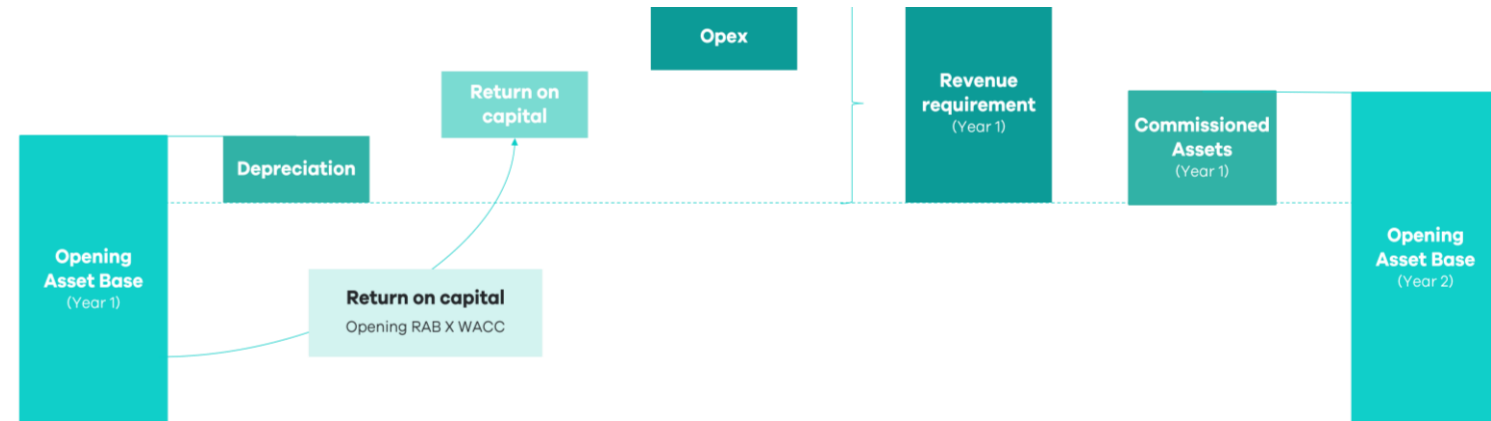 Opex
Return on
capital
Revenue
requirement
(Year 1)
Commissioned
Assets
(Year 1)
Depreciation
Opening
Asset Base
(Year 1)
Return on capital
Opening RAB X WACC
Opening
Asset Base
(Year 2)